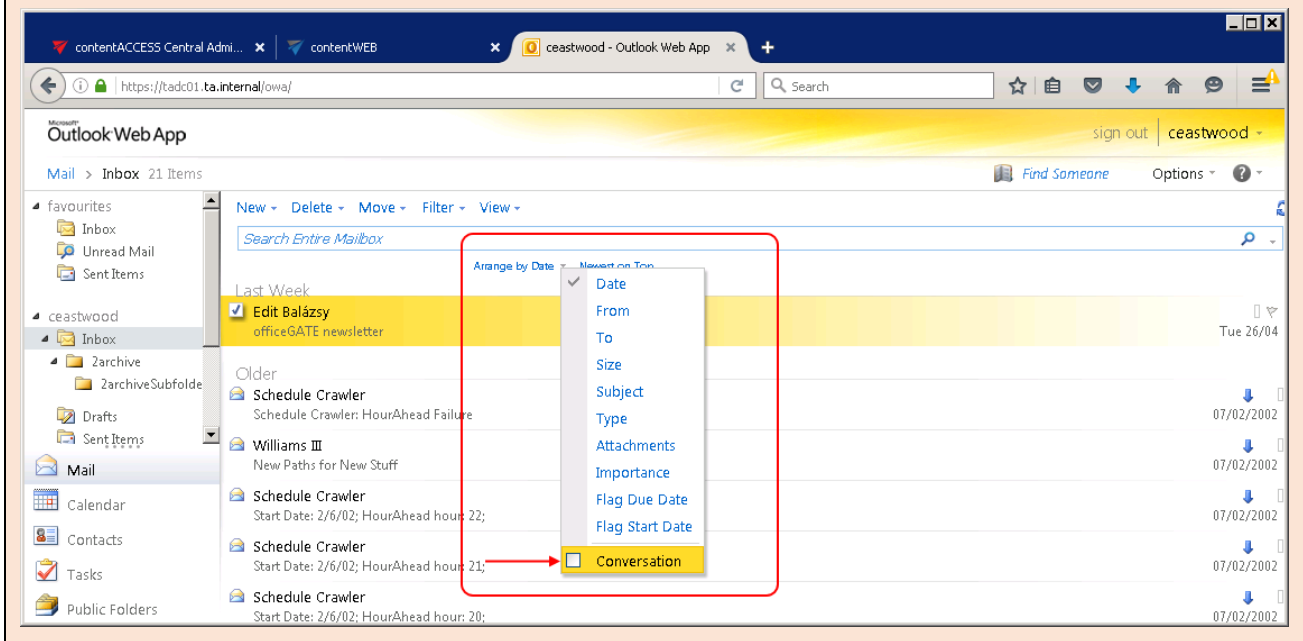 contentACCESS Central Admi... contentWEB ceastwood - Outlook Web App
https://tadc01.ta.internal/owa/ Search
Microsoft®
Outlook Web App sign out ceastwood
Mail > Inbox 21 Items Find Someone Options
favourites
Inbox
Unread Mail
Sent Items
ceastwood
Inbox
2archive
2archiveSubfolde
Drafts
Sent Items
Mail
Calendar
Contacts
Tasks
Public Folders
New Delete Move Filter View
Search Entire Mailbox
Arrange by Date Newest on Top
Date
From
To
Size
Subject
Type
Attachments
Importance
Flag Due Date
Flag Start Date
Conversation
Last Week
Edit Balázsy
officeGATE newsletter Tue 26/04
Older
Schedule Crawler
Schedule Crawler: HourAhead Failure 07/02/2002
Williams III
New Paths for New Stuff 07/02/2002
Schedule Crawler
Start Date: 2/6/02; HourAhead hour: 22; 07/02/2002
Schedule Crawler
Start Date: 2/6/02; HourAhead hour: 21; 07/02/2002
Schedule Crawler
Start Date: 2/6/02; HourAhead hour: 20; 07/02/2002